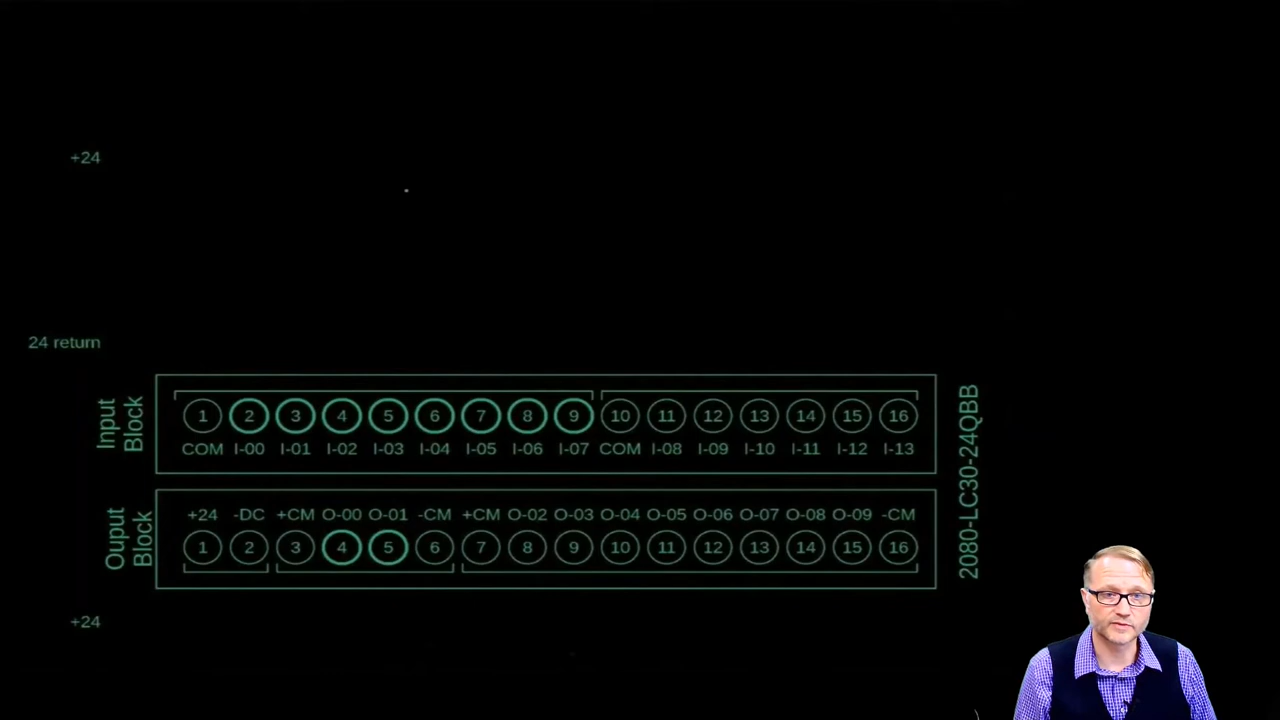 +24
24 return
Input
Block
1 2 3 4 5 6 7 8 9 10 11 12 13 14 15 16
COM I-00 I-01 I-02 I-03 I-04 I-05 I-06 I-07 COM I-08 I-09 I-10 I-11 I-12 I-13
2080-LC30-24QBB
Ouput
Block
+24 -DC +CM O-00 O-01 -CM +CM O-02 O-03 O-04 O-05 O-06 O-07 O-08 O-09 -CM
1 2 3 4 5 6 7 8 9 10 11 12 13 14 15 16
+24